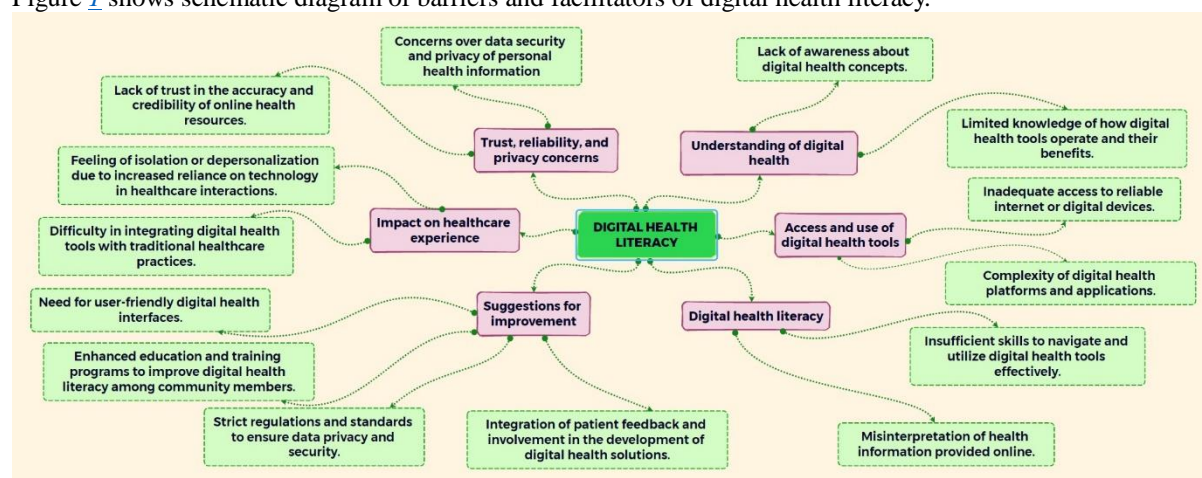 Figure 1 shows schematic diagram of barriers and facilitators of digital health literacy.
Concerns over data security
and privacy of personal
health information
Lack of awareness about
digital health concepts.
Lack of trust in the accuracy and
credibility of online health
resources.
Trust, reliability, and
privacy concerns
Understanding of digital
health
Limited knowledge of how digital
health tools operate and their
benefits.
Feeling of isolation or depersonalization
due to increased reliance on technology
in healthcare interactions.
Inadequate access to reliable
internet or digital devices.
Impact on healthcare
experience
DIGITAL HEALTH
LITERACY
Access and use of
digital health tools
Difficulty in integrating digital health
tools with traditional healthcare
practices.
Complexity of digital health
platforms and applications.
Need for user-friendly digital health
interfaces.
Suggestions for
improvement
Digital health literacy
Insufficient skills to navigate and
utilize digital health tools
effectively.
Enhanced education and training
programs to improve digital health
literacy among community members.
Strict regulations and standards
to ensure data privacy and
security.
Integration of patient feedback and
involvement in the development of
digital health solutions.
Misinterpretation of health
information provided online.